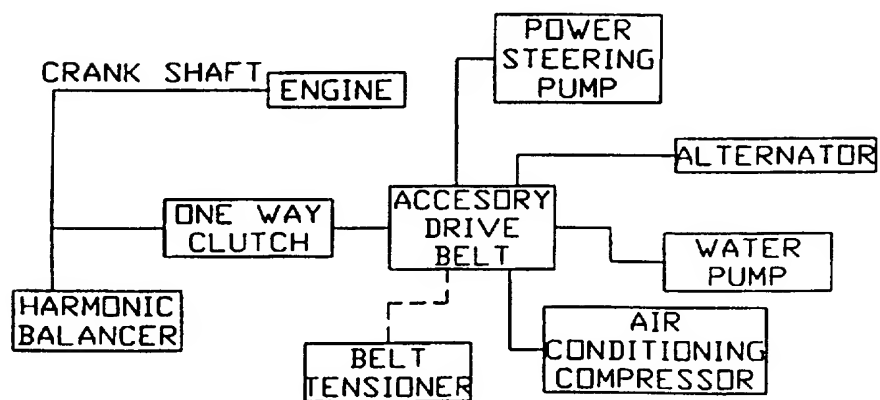 POWER
STEERING
PUMP
CRANK SHAFT
ENGINE
ALTERNATOR
ONE WAY
CLUTCH
ACCESORY
DRIVE
BELT
WATER
PUMP
HARMONIC
BALANCER
BELT
TENSIONER
AIR
CONDITIONING
COMPRESSOR